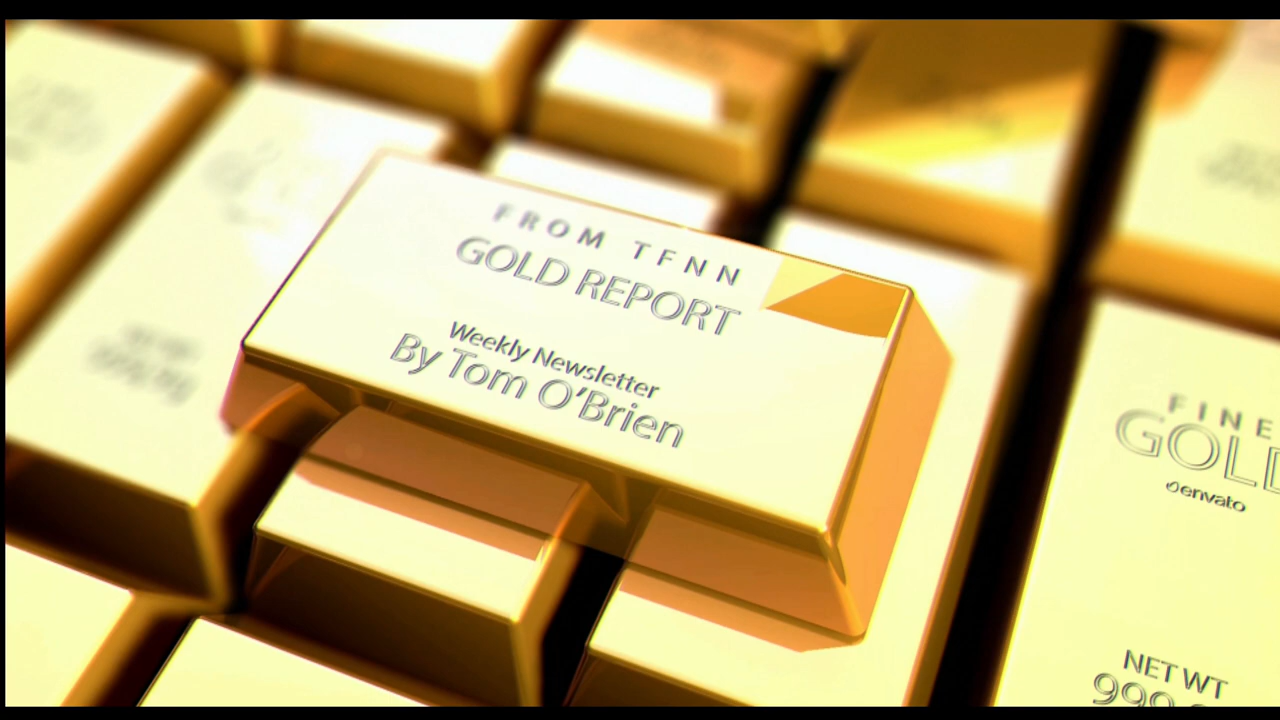 FROM TFNN
GOLD REPORT
Weekly Newsletter
By Tom O'Brien
FINE
GOLD
envato
NET WT